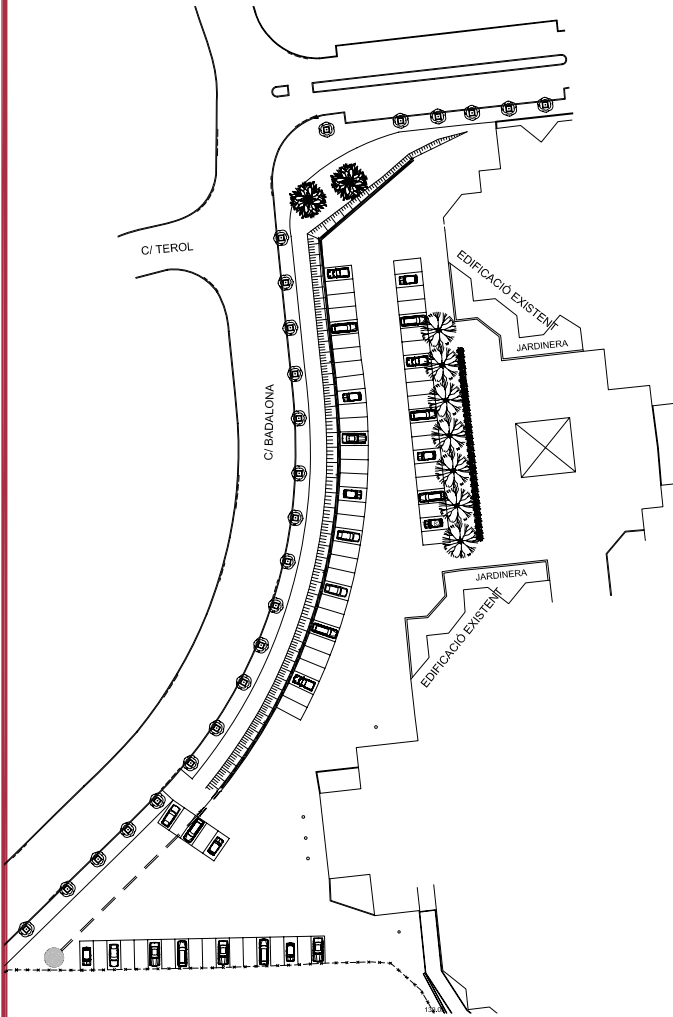 C/ TEROL
EDIFICACIÓ EXISTENT
JARDINERA
C/ BADALONA
JARDINERA
EDIFICACIÓ EXISTENT